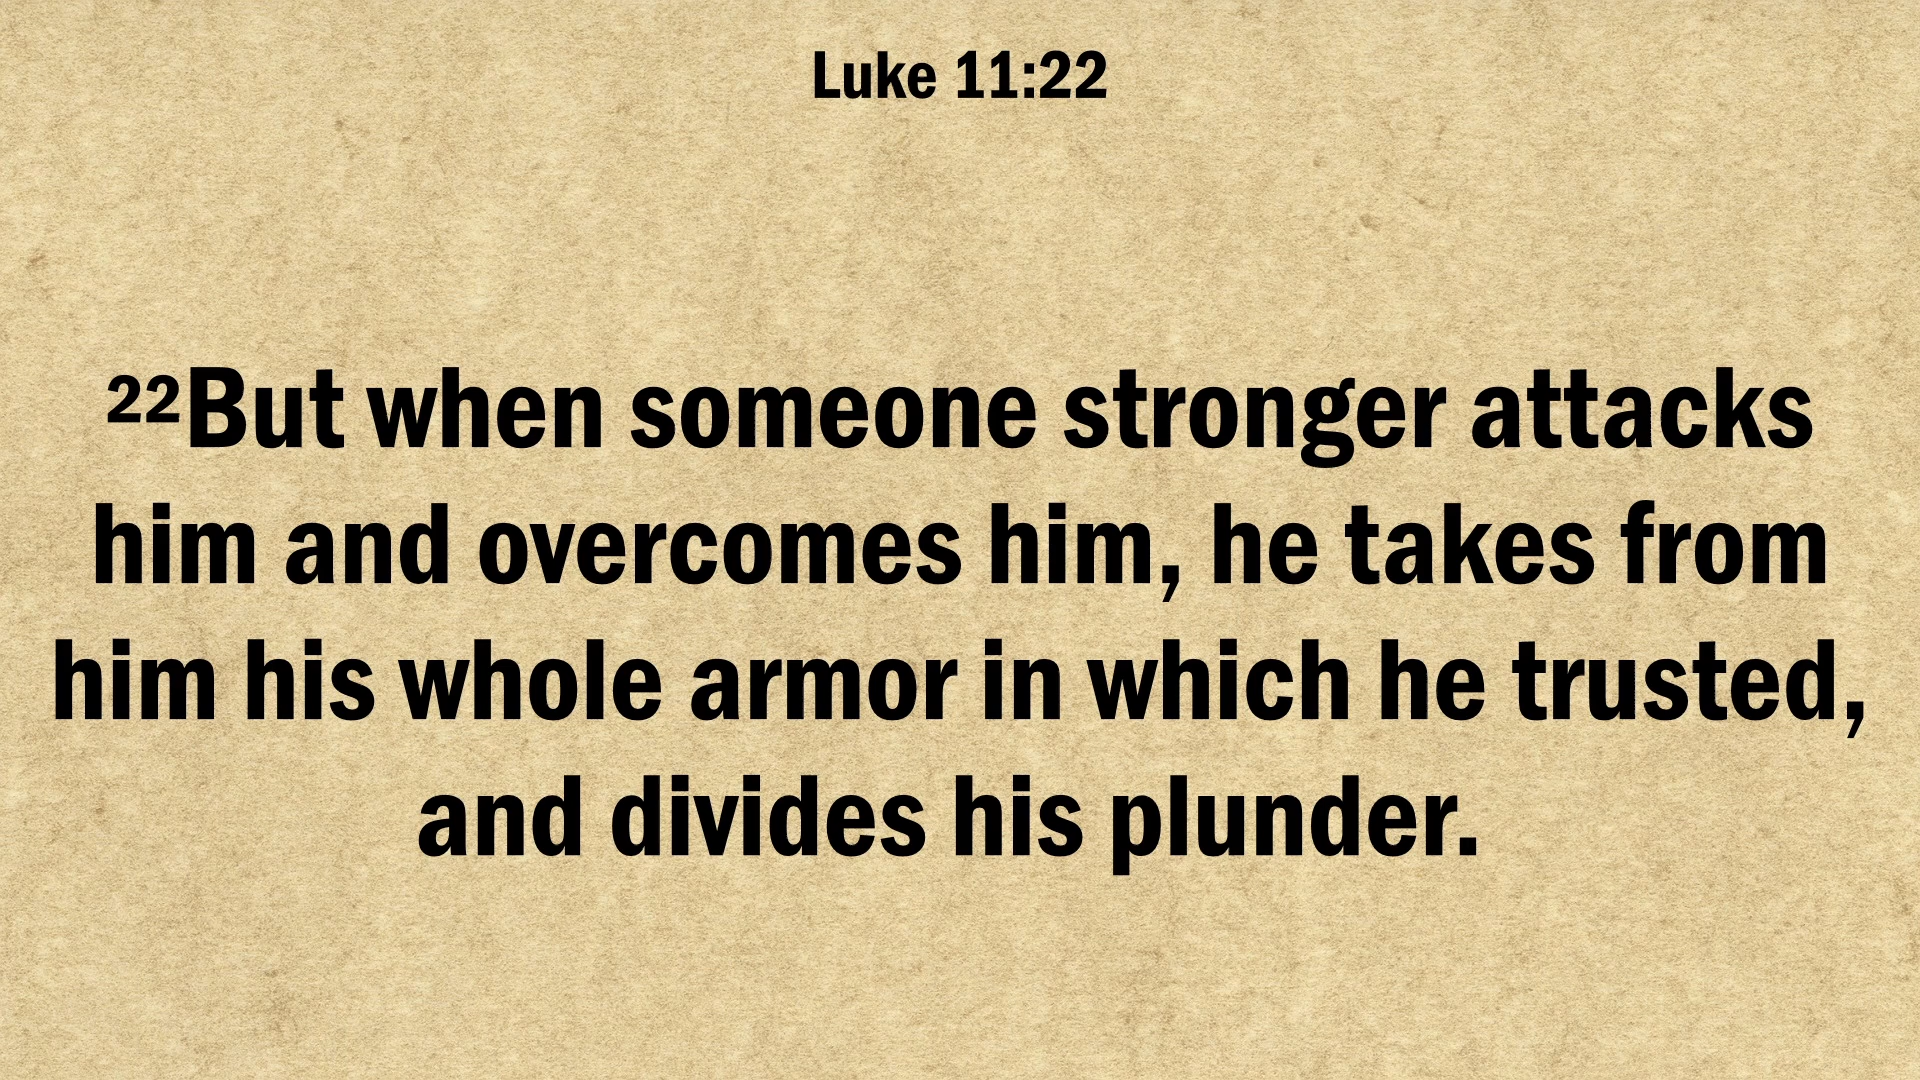 Luke 11:22
²²But when someone stronger attacks
him and overcomes him, he takes from
him his whole armor in which he trusted,
and divides his plunder.